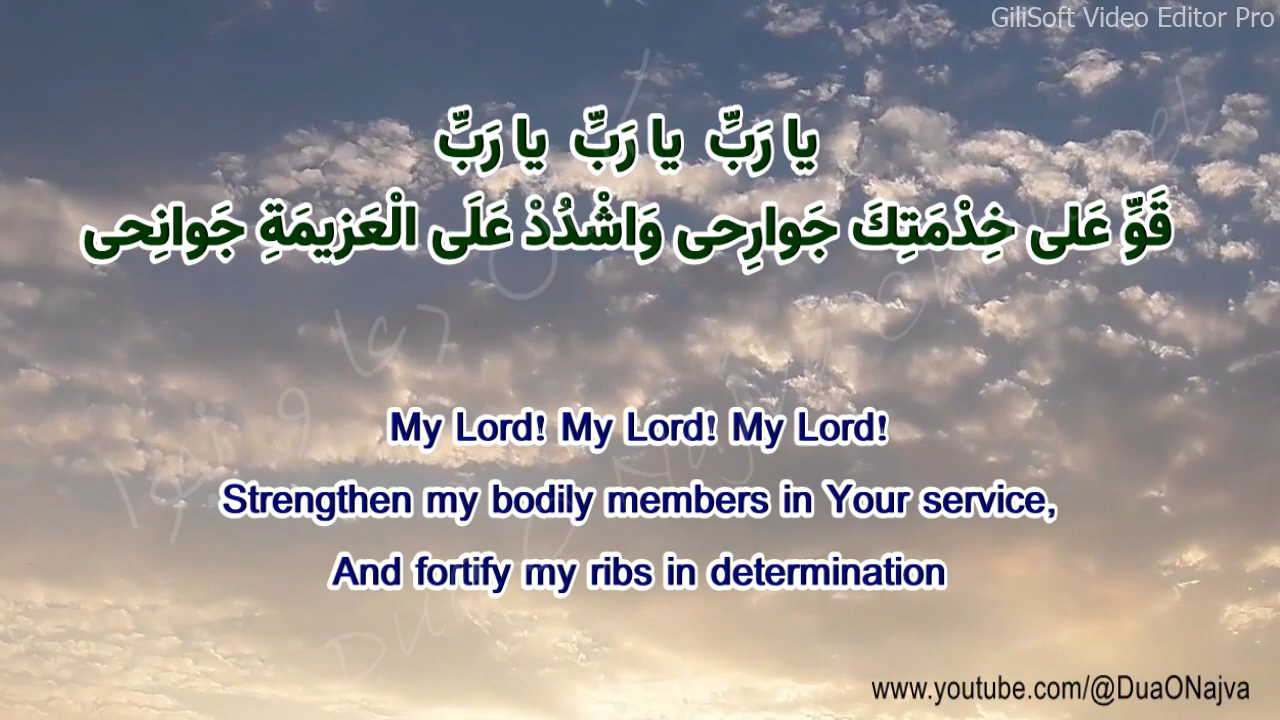 GiliSoft Video Editor Pro
يا رَبِّ يا رَبِّ يا رَبِّ
قَوِّ عَلى خِدْمَتِكَ جَوارِحى وَاشْدُدْ عَلَى الْعَزيمَةِ جَوانِحى
My Lord! My Lord! My Lord!
Strengthen my bodily members in Your service,
And fortify my ribs in determination
www.youtube.com/@DuaONajva